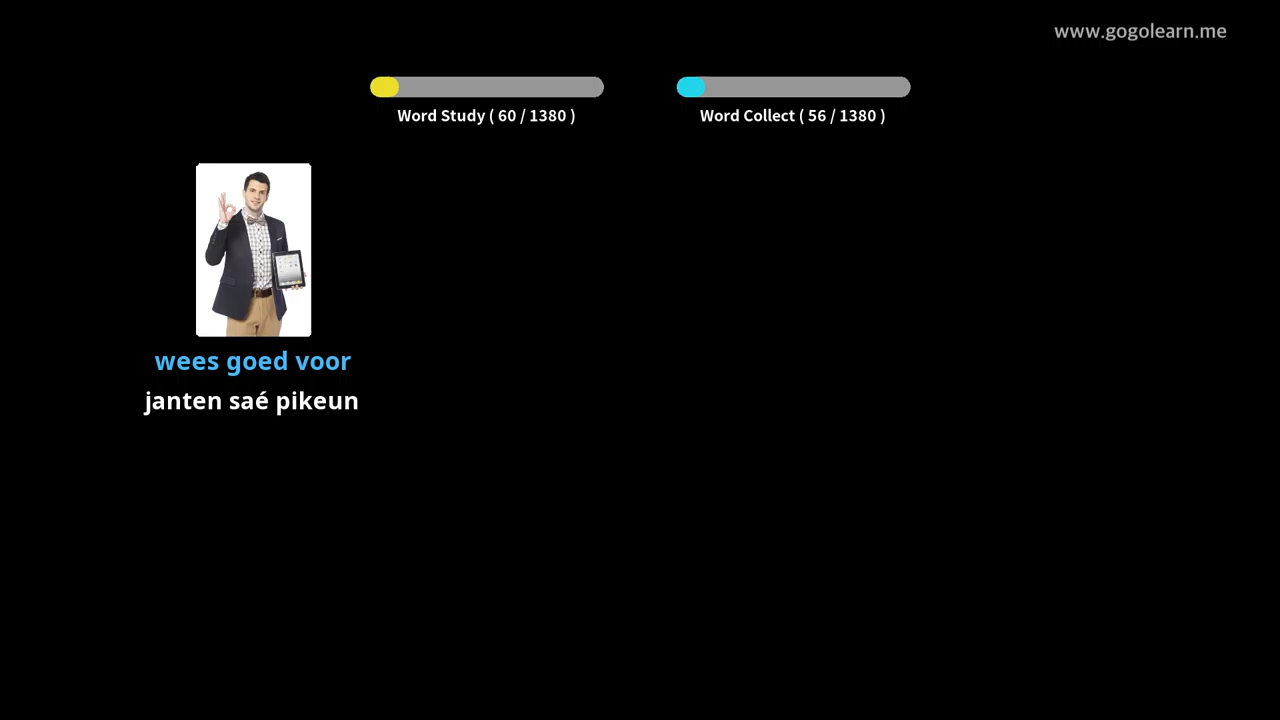 www.gogolearn.me
Word Study ( 60 / 1380 )
Word Collect ( 56 / 1380 )
wees goed voor
janten saé pikeun